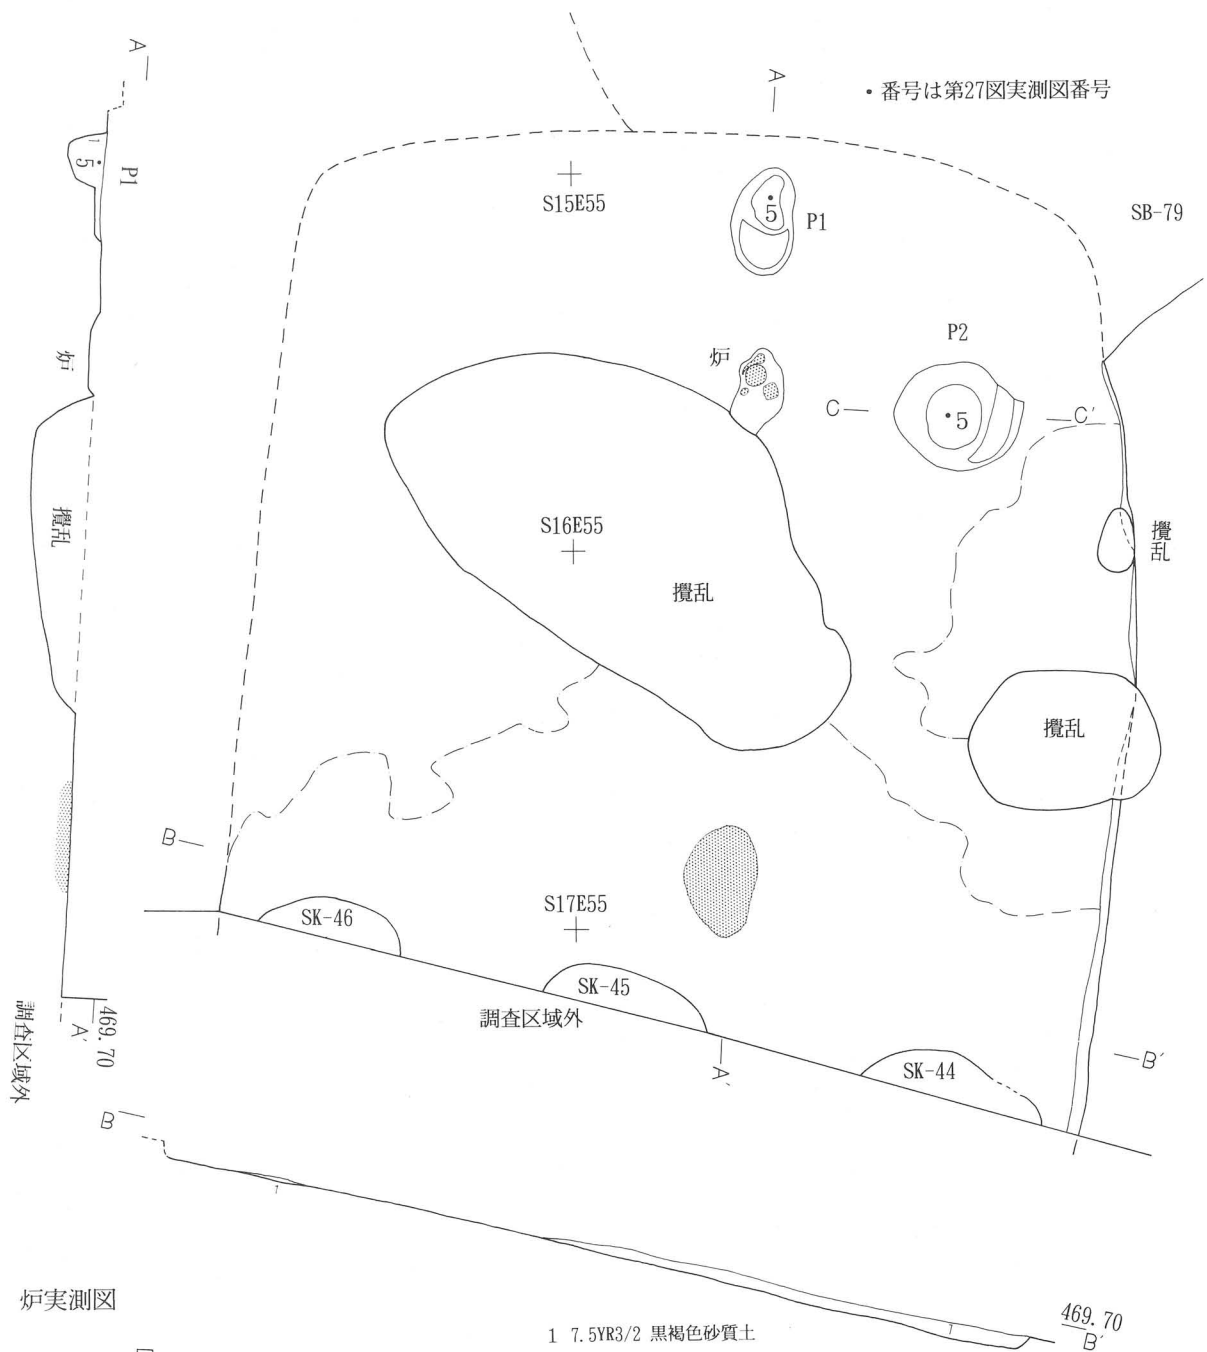 A
A
• 番号は第27図実測図番号
1
5
P1
S15E55
5
P1
SB-79
炉
炉
P2
C
5
C'
攪乱
S16E55
攪乱
攪乱
攪乱
B
SK-46
S17E55
SK-45
調査区域外
SK-44
A'
B'
469.70
A'
調査区域外
B
1
1
469.70
B'
炉実測図
1 7.5YR3/2 黒褐色砂質土